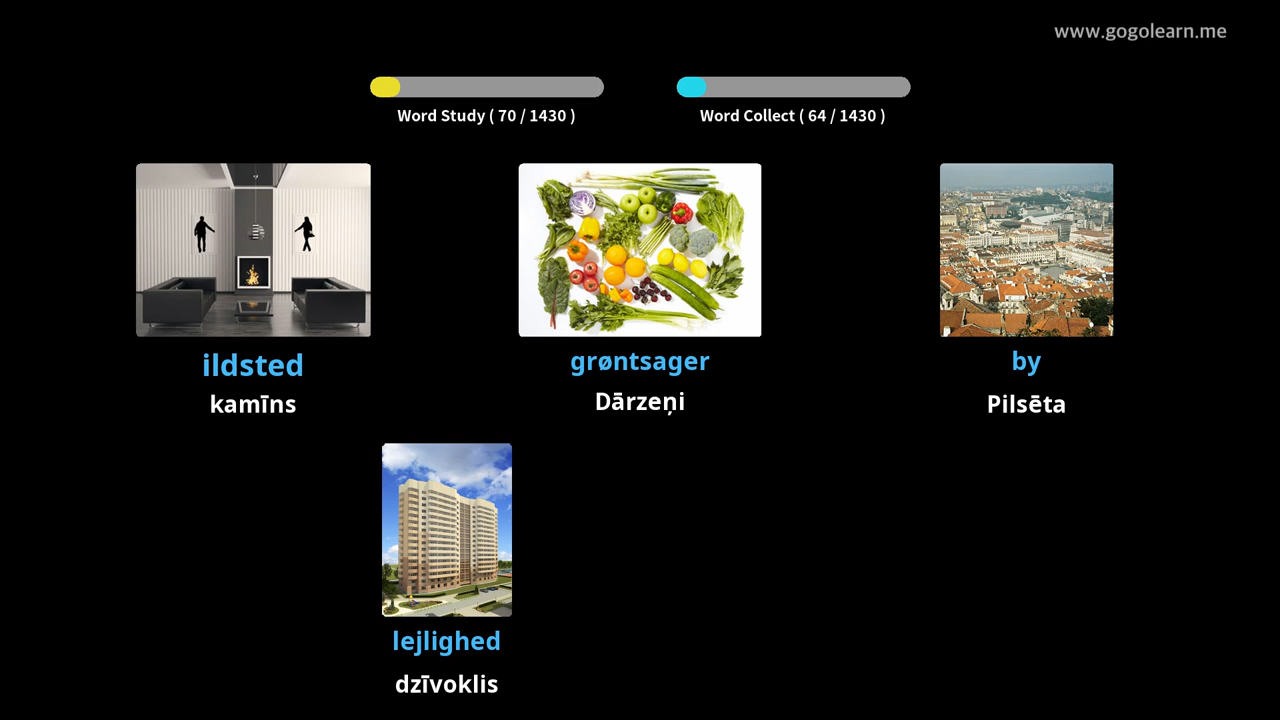 www.gogolearn.me
Word Study ( 70 / 1430 )
Word Collect ( 64 / 1430 )
ildsted
kamīns
grøntsager
Dārzeņi
by
Pilsēta
lejlighed
dzīvoklis